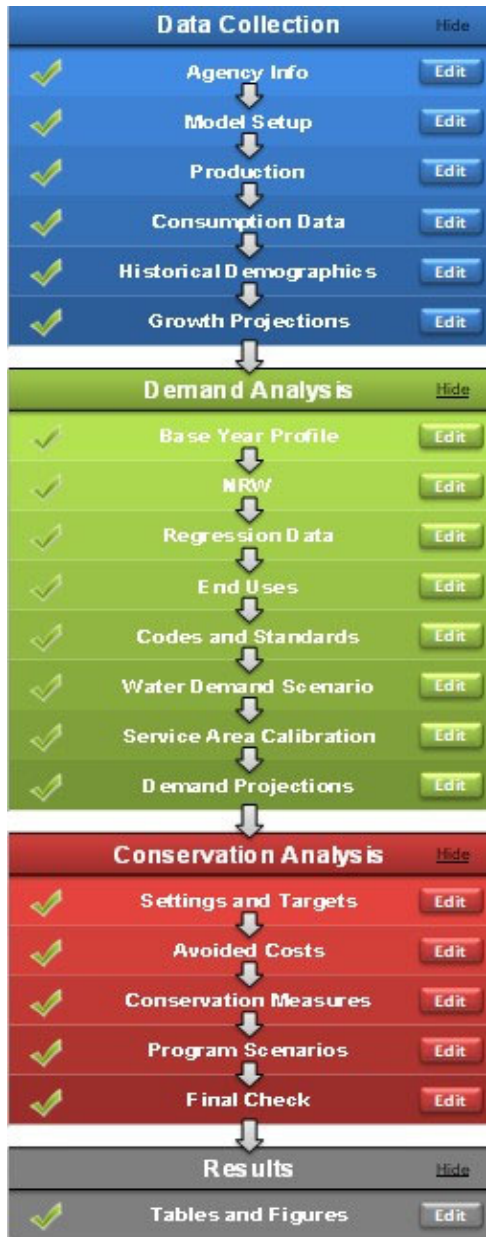 Data Collection Hide
Agency Info Edit
Model Setup Edit
Production Edit
Consumption Data Edit
Historical Demographics Edit
Growth Projections Edit
Demand Analysis Hide
Base Year Profile Edit
NRW Edit
Regression Data Edit
End Uses Edit
Codes and Standards Edit
Water Demand Scenario Edit
Service Area Calibration Edit
Demand Projections Edit
Conservation Analysis Hide
Settings and Targets Edit
Avoided Costs Edit
Conservation Measures Edit
Program Scenarios Edit
Final Check Edit
Results Hide
Tables and Figures Edit